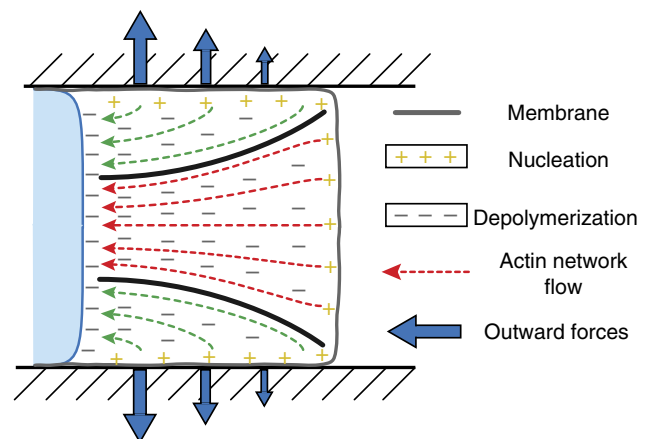 Membrane
+ + +
Nucleation
− − −
Depolymerization
Actin network
flow
Outward forces